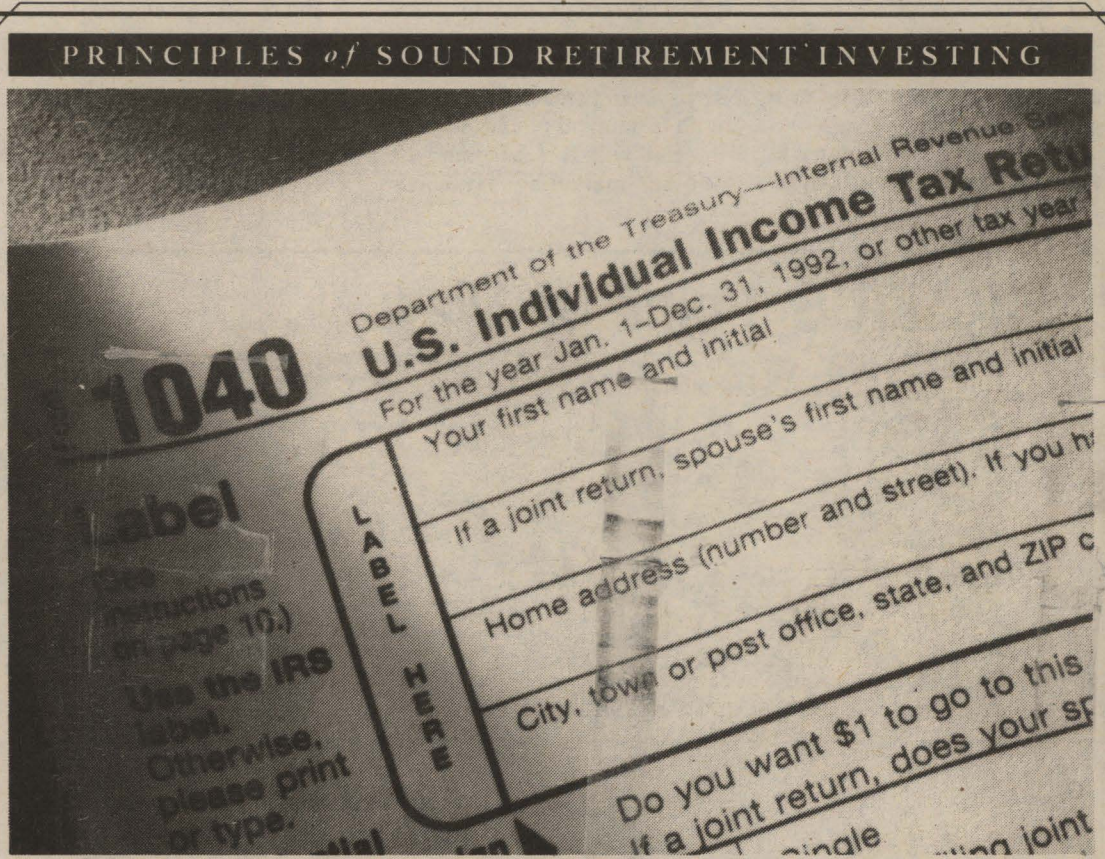 PRINCIPLES of SOUND RETIREMENT INVESTING
Department of the Treasury—Internal Revenue
1040
U.S. Individual Income Tax
For the year Jan. 1–Dec. 31, 1992, or other tax year
Label
instructions
on page 10.)
Use the IRS
label.
Otherwise,
please print
or type.
LABEL HERE
Your first name and initial
If a joint return, spouse's first name and initial
Home address (number and street). If you
City, town or post office, state, and ZIP
Do you want $1 to go to this
If a joint return, does your
Single
joint